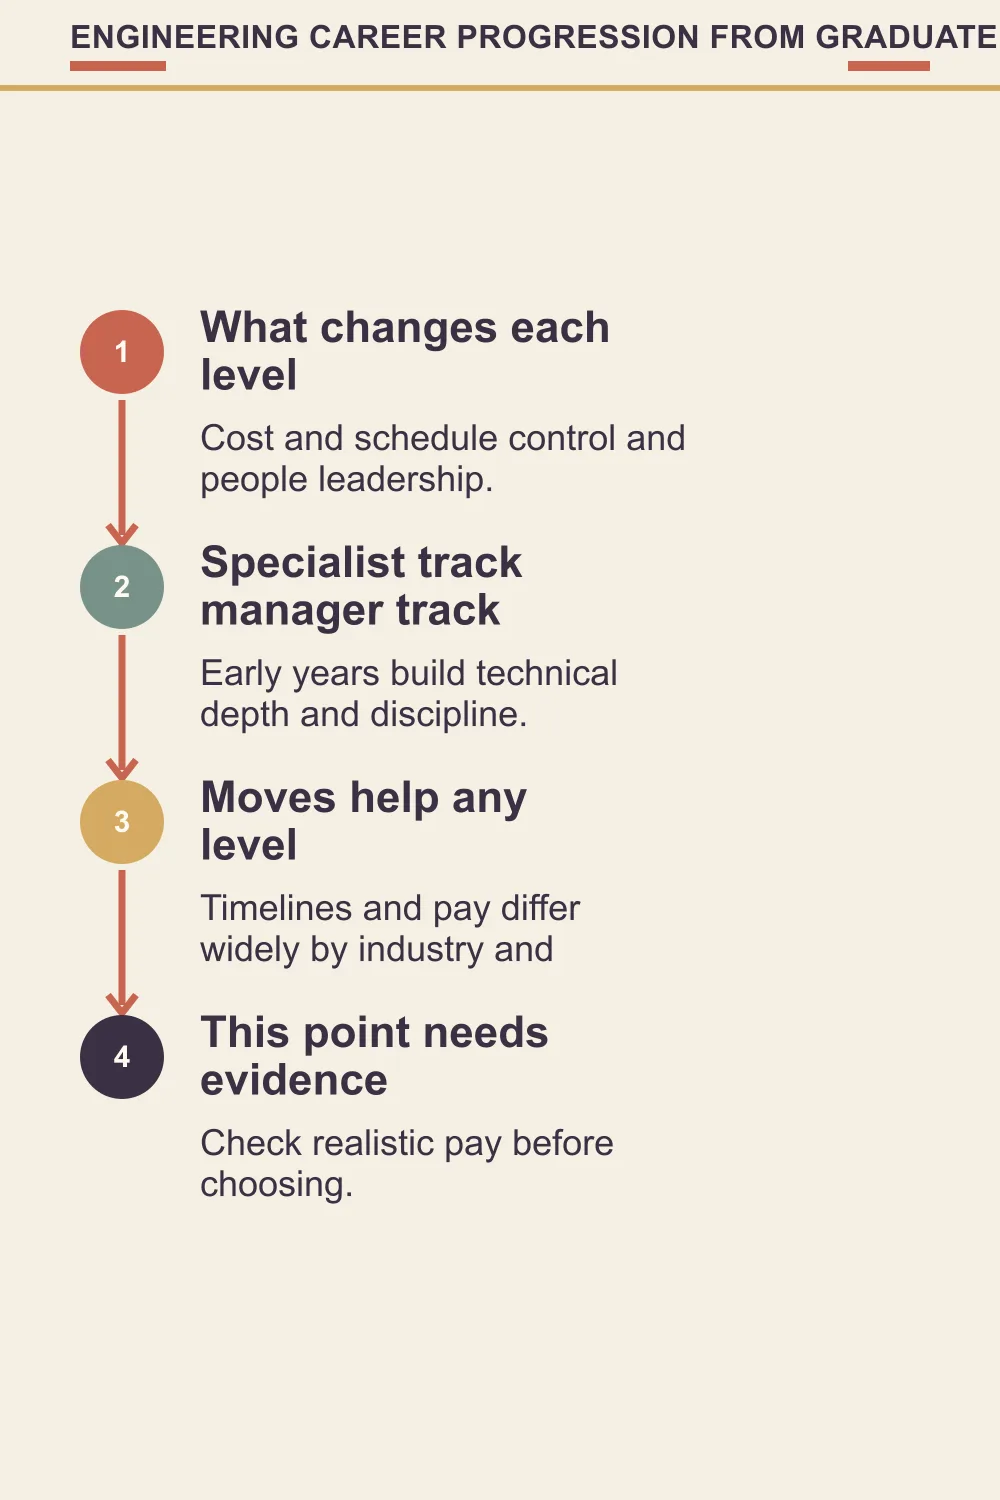 ENGINEERING CAREER PROGRESSION FROM GRADUATE
1
What changes each
level
Cost and schedule control and
people leadership.
2
Specialist track
manager track
Early years build technical
depth and discipline.
3
Moves help any
level
Timelines and pay differ
widely by industry and
4
This point needs
evidence
Check realistic pay before
choosing.